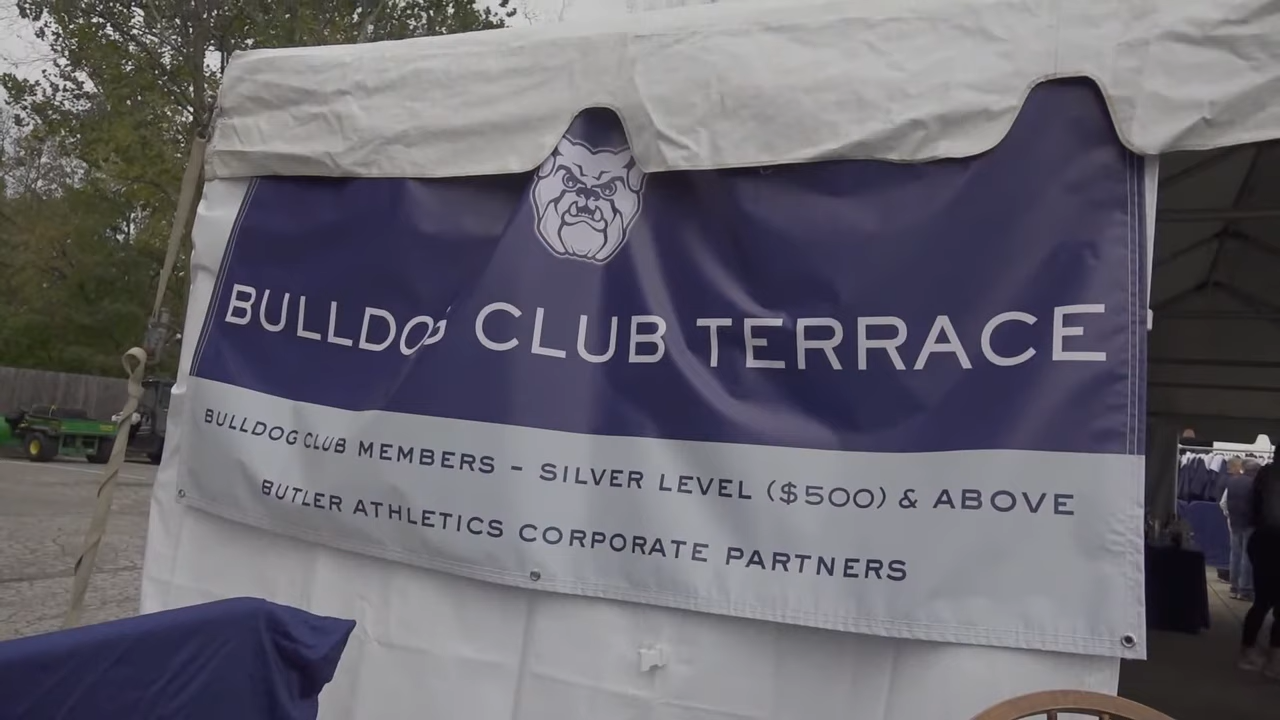 BULLDOG CLUB TERRACE
BULLDOG CLUB MEMBERS - SILVER LEVEL ($500) & ABOVE
BUTLER ATHLETICS CORPORATE PARTNERS